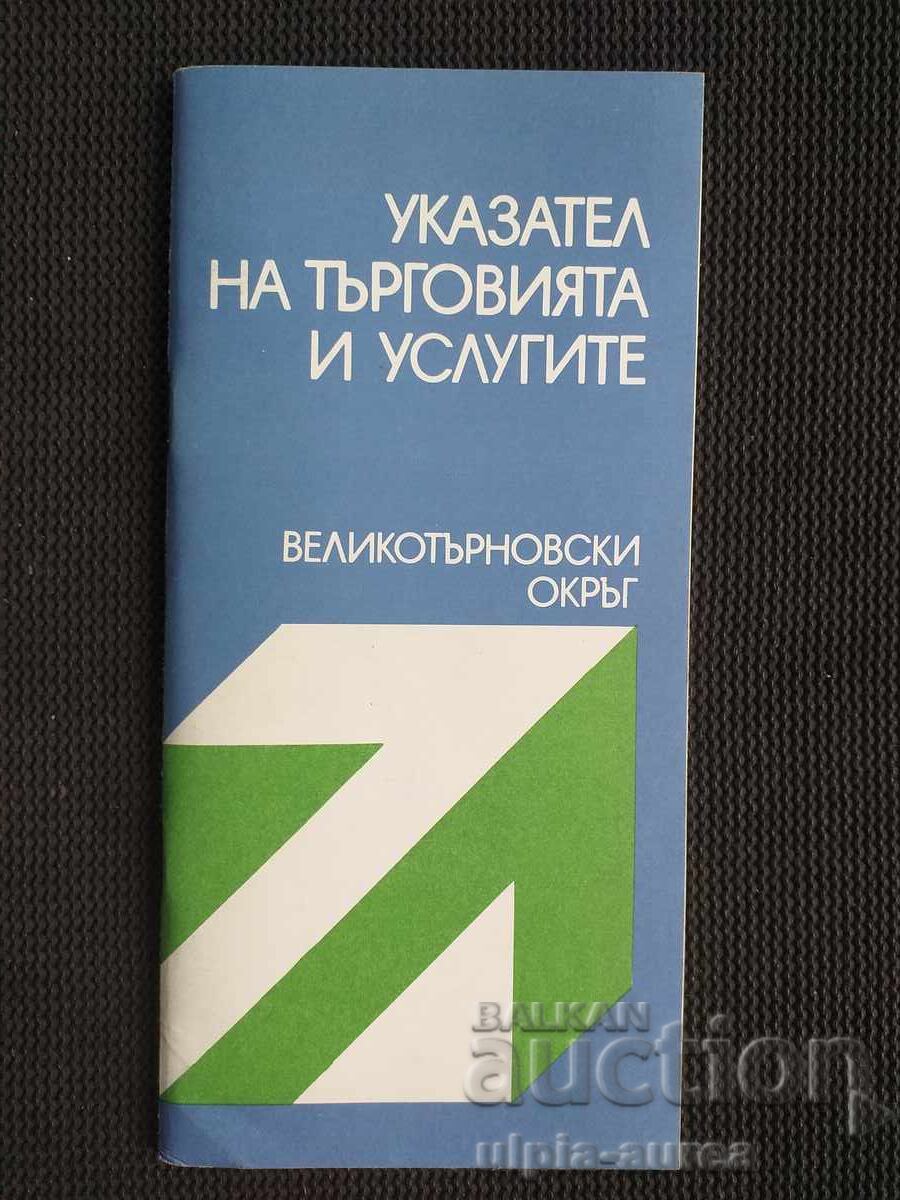 УКАЗАТЕЛ
НА ТЪРГОВИЯТА
И УСЛУГИТЕ
ВЕЛИКОТЪРНОВСКИ
ОКРЪГ
BALKAN
auction
ulpia-aurea